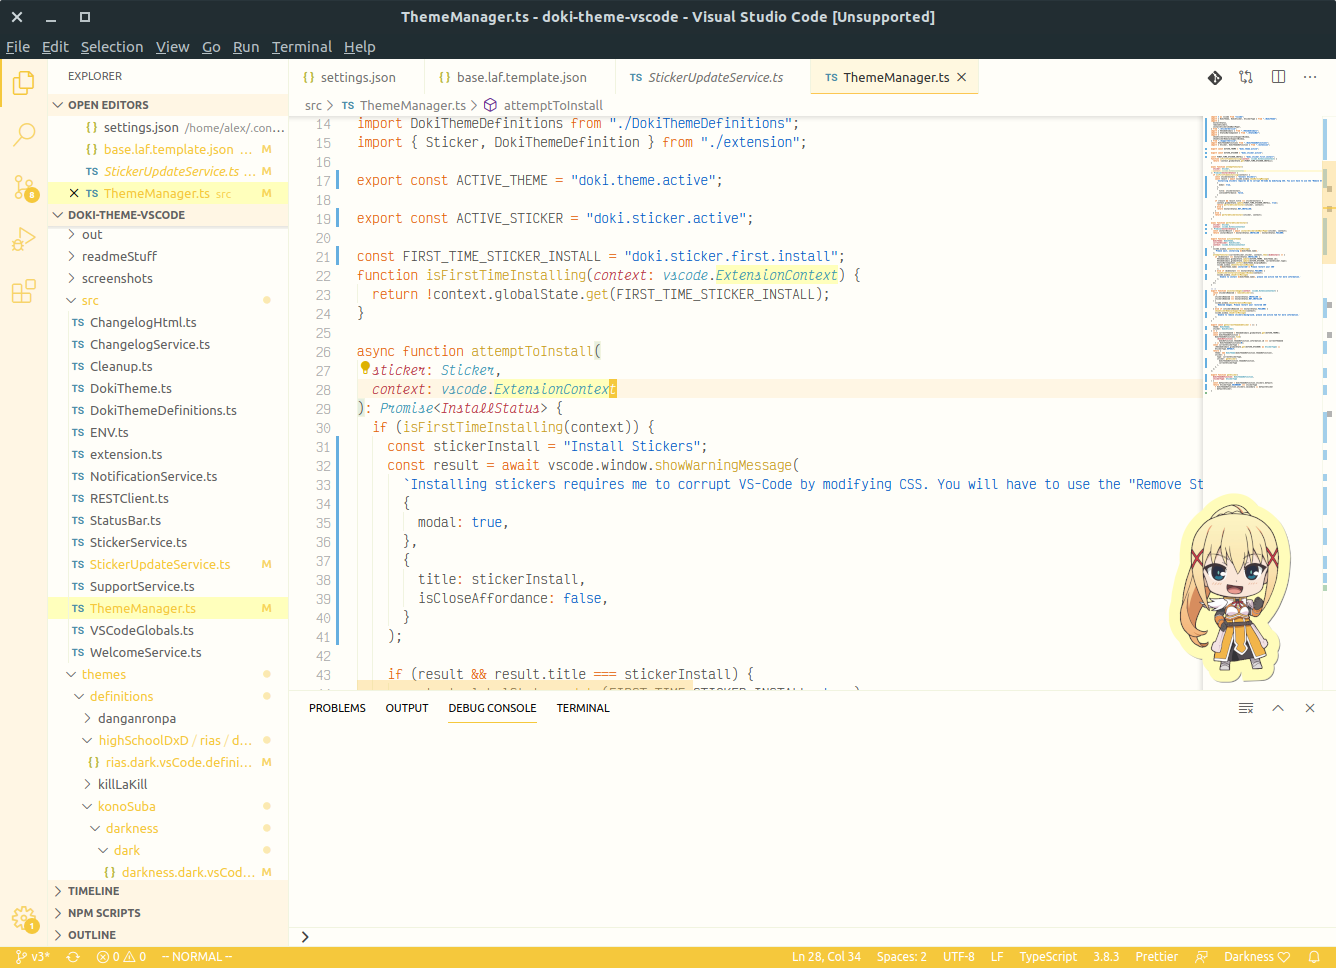 ThemeManager.ts - doki-theme-vscode - Visual Studio Code [Unsupported]
File Edit Selection View Go Run Terminal Help
EXPLORER
OPEN EDITORS
{} settings.json /home/alex/.con...
{} base.laf.template.json ... M
TS StickerUpdateService.ts ... M
TS ThemeManager.ts src M
DOKI-THEME-VSCODE
out
readmeStuff
screenshots
src
TS ChangelogHtml.ts
TS ChangelogService.ts
TS Cleanup.ts
TS DokiTheme.ts
TS DokiThemeDefinitions.ts
TS ENV.ts
TS extension.ts
TS NotificationService.ts
TS RESTClient.ts
TS StatusBar.ts
TS StickerService.ts
TS StickerUpdateService.ts M
TS SupportService.ts
TS ThemeManager.ts M
TS VSCodeGlobals.ts
TS WelcomeService.ts
themes
definitions
danganronpa
highSchoolDxD / rias / d...
{} rias.dark.vsCode.defini... M
killLaKill
konoSuba
darkness
dark
{} darkness.dark.vsCod... M
TIMELINE
NPM SCRIPTS
OUTLINE
8
1
{} settings.json {} base.laf.template.json TS StickerUpdateService.ts TS ThemeManager.ts
src > TS ThemeManager.ts > attemptToInstall
14 import DokiThemeDefinitions from "./DokiThemeDefinitions";
15 import { Sticker, DokiThemeDefinition } from "./extension";
16
17 export const ACTIVE_THEME = "doki.theme.active";
18
19 export const ACTIVE_STICKER = "doki.sticker.active";
20
21 const FIRST_TIME_STICKER_INSTALL = "doki.sticker.first.install";
22 function isFirstTimeInstalling(context: vscode.ExtensionContext) {
23 return !context.globalState.get(FIRST_TIME_STICKER_INSTALL);
24 }
25
26 async function attemptToInstall(
27 sticker: Sticker,
28 context: vscode.ExtensionContext
29 ): Promise<InstallStatus> {
30 if (isFirstTimeInstalling(context)) {
31 const stickerInstall = "Install Stickers";
32 const result = await vscode.window.showWarningMessage(
33 `Installing stickers requires me to corrupt VS-Code by modifying CSS. You will have to use the "Remove St
34 {
35 modal: true,
36 },
37 {
38 title: stickerInstall,
39 isCloseAffordance: false,
40 }
41 );
42
43 if (result && result.title === stickerInstall) {
PROBLEMS OUTPUT DEBUG CONSOLE TERMINAL
>
v3* 0 0 -- NORMAL -- Ln 28, Col 34 Spaces: 2 UTF-8 LF TypeScript 3.8.3 Prettier Darkness♡